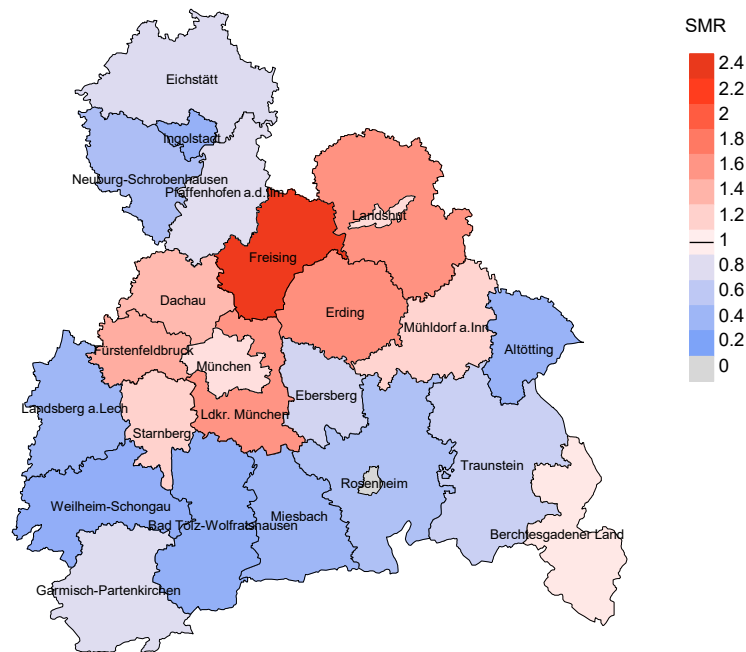 SMR
2.4
2.2
2
1.8
1.6
1.4
1.2
1
0.8
0.6
0.4
0.2
0
Eichstätt
Ingolstadt
Neuburg-Schrobenhausen
Pfaffenhofen a.d.Ilm
Landshut
Freising
Dachau
Erding
Mühldorf a.Inn
Fürstenfeldbruck
München
Altötting
Ebersberg
Landsberg a.Lech
Ldkr. München
Starnberg
Traunstein
Rosenheim
Weilheim-Schongau
Miesbach
Bad Tölz-Wolfratshausen
Berchtesgadener Land
Garmisch-Partenkirchen